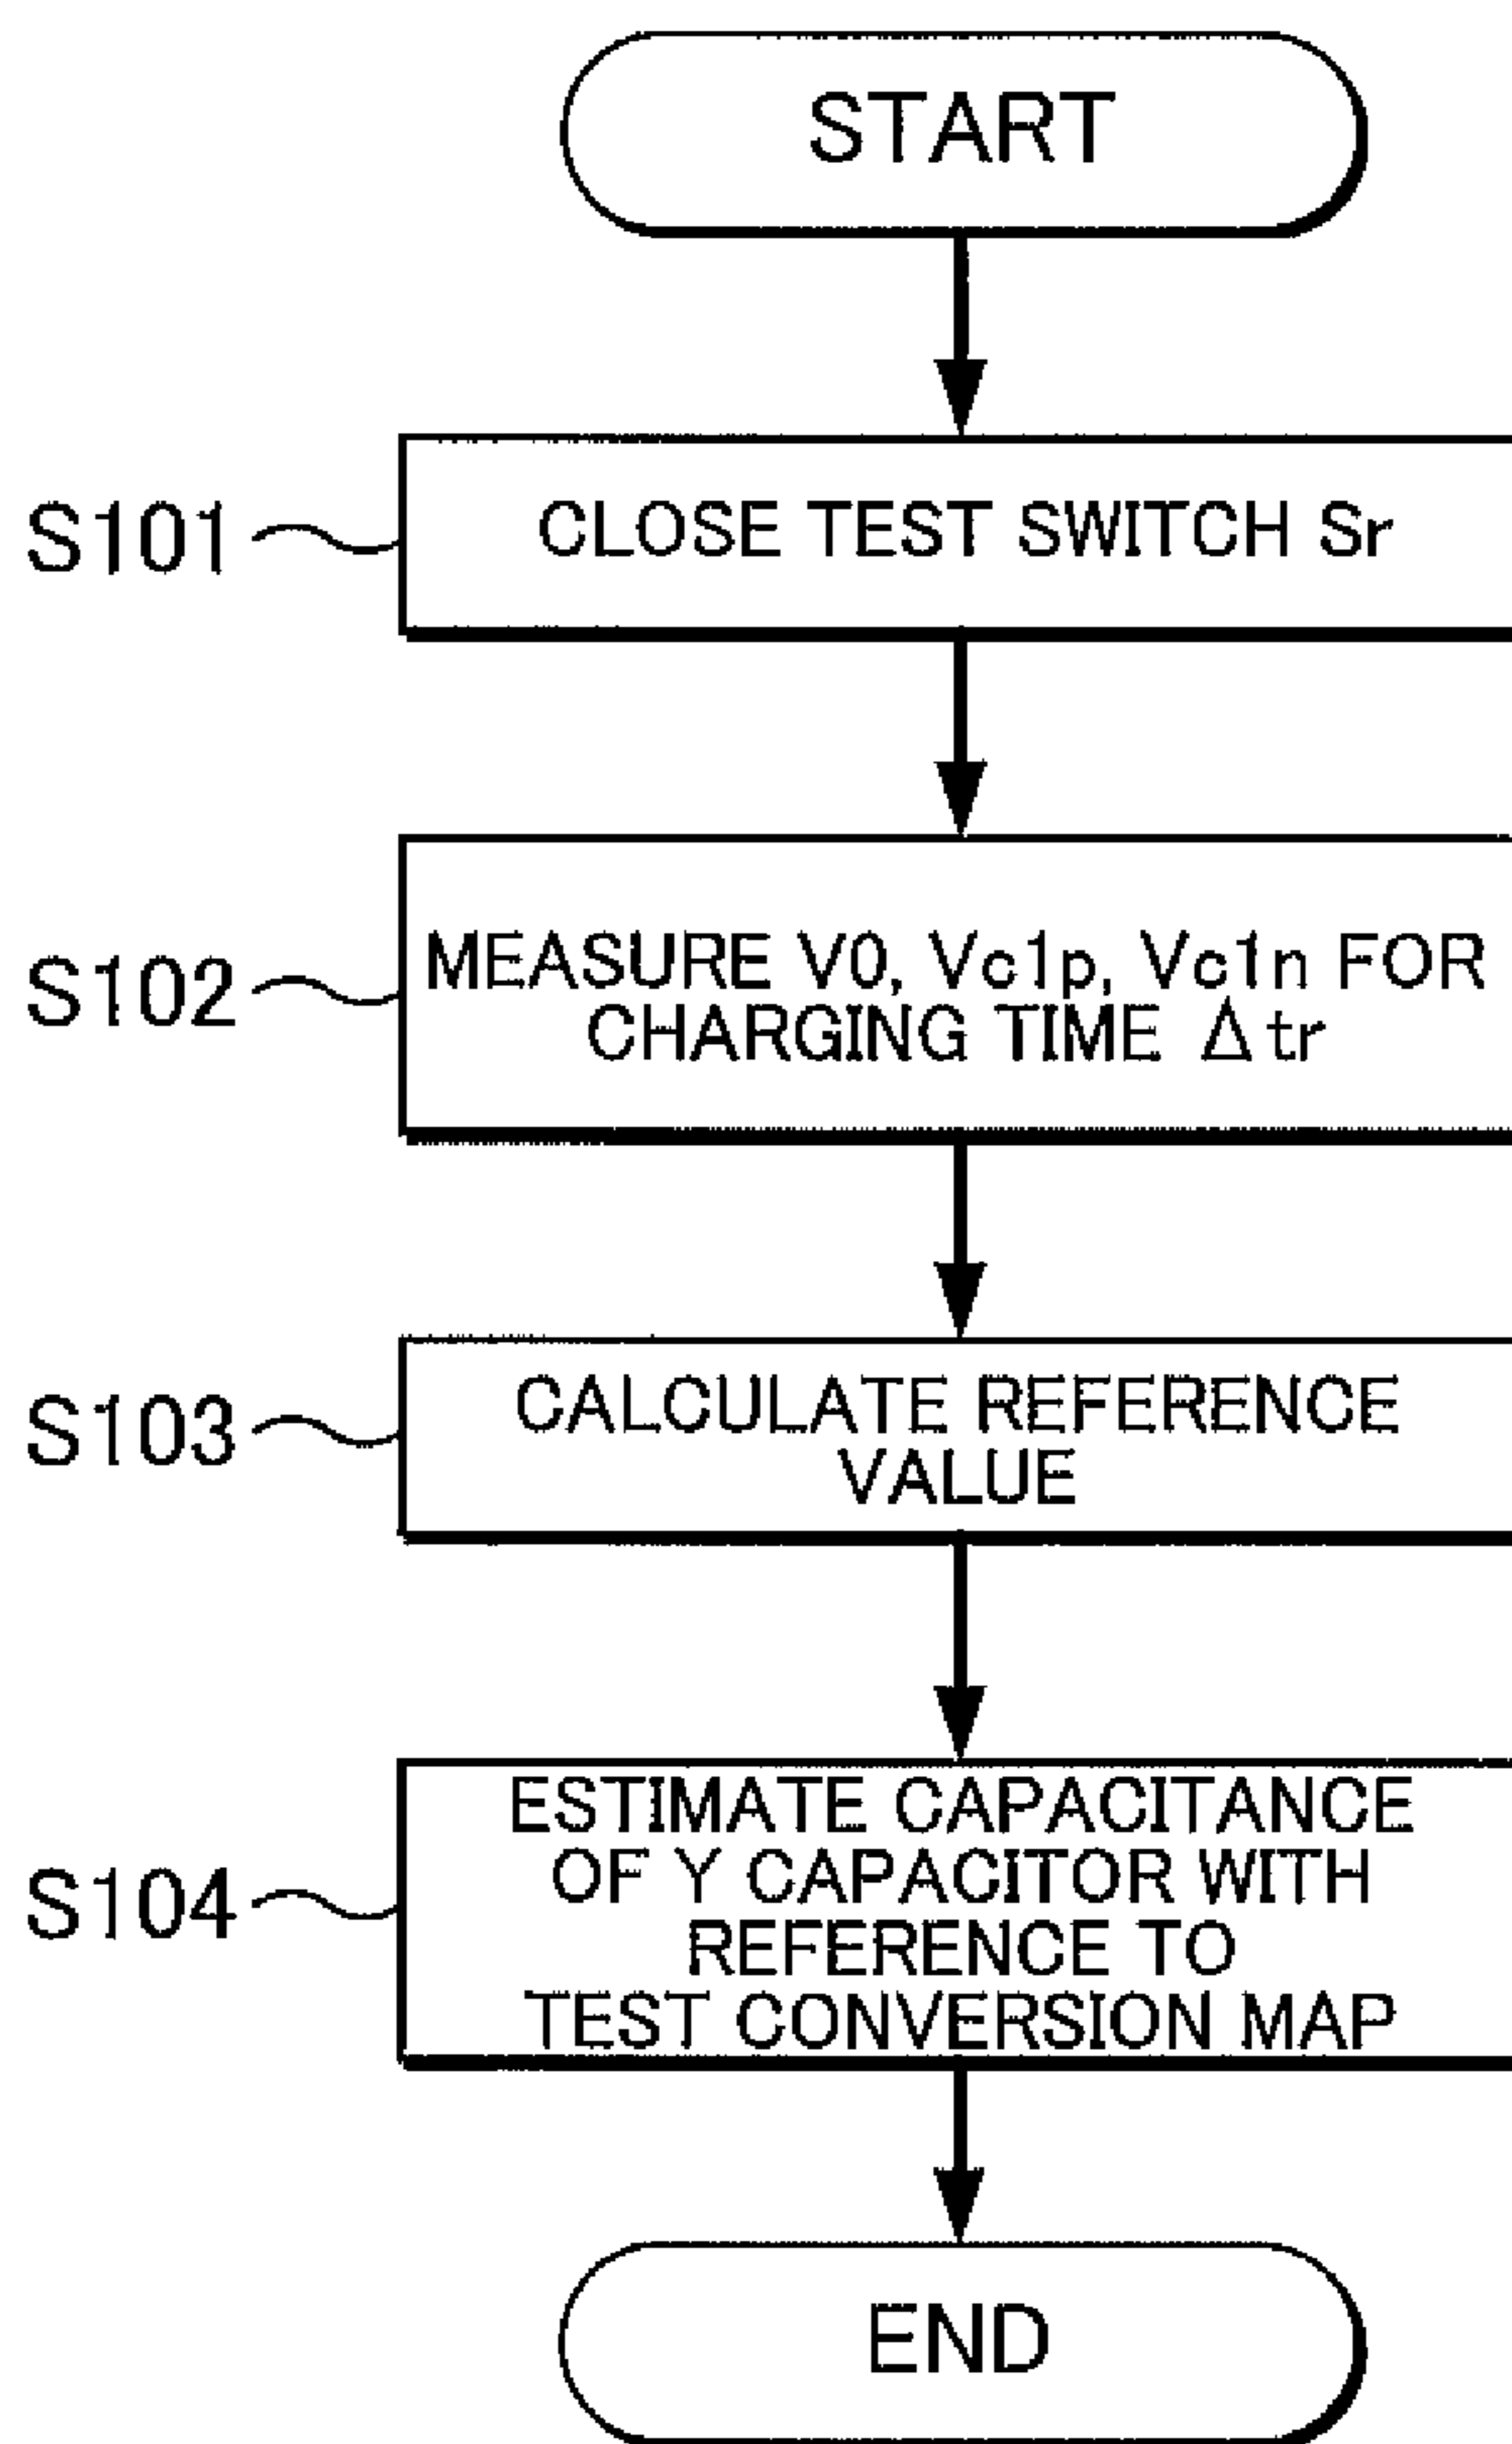 START
S101
CLOSE TEST SWITCH Sr
S102
MEASURE V0, Vc1p, Vc1n FOR
CHARGING TIME Δtr
S103
CALCULATE REFERENCE
VALUE
S104
ESTIMATE CAPACITANCE
OF Y CAPACITOR WITH
REFERENCE TO
TEST CONVERSION MAP
END